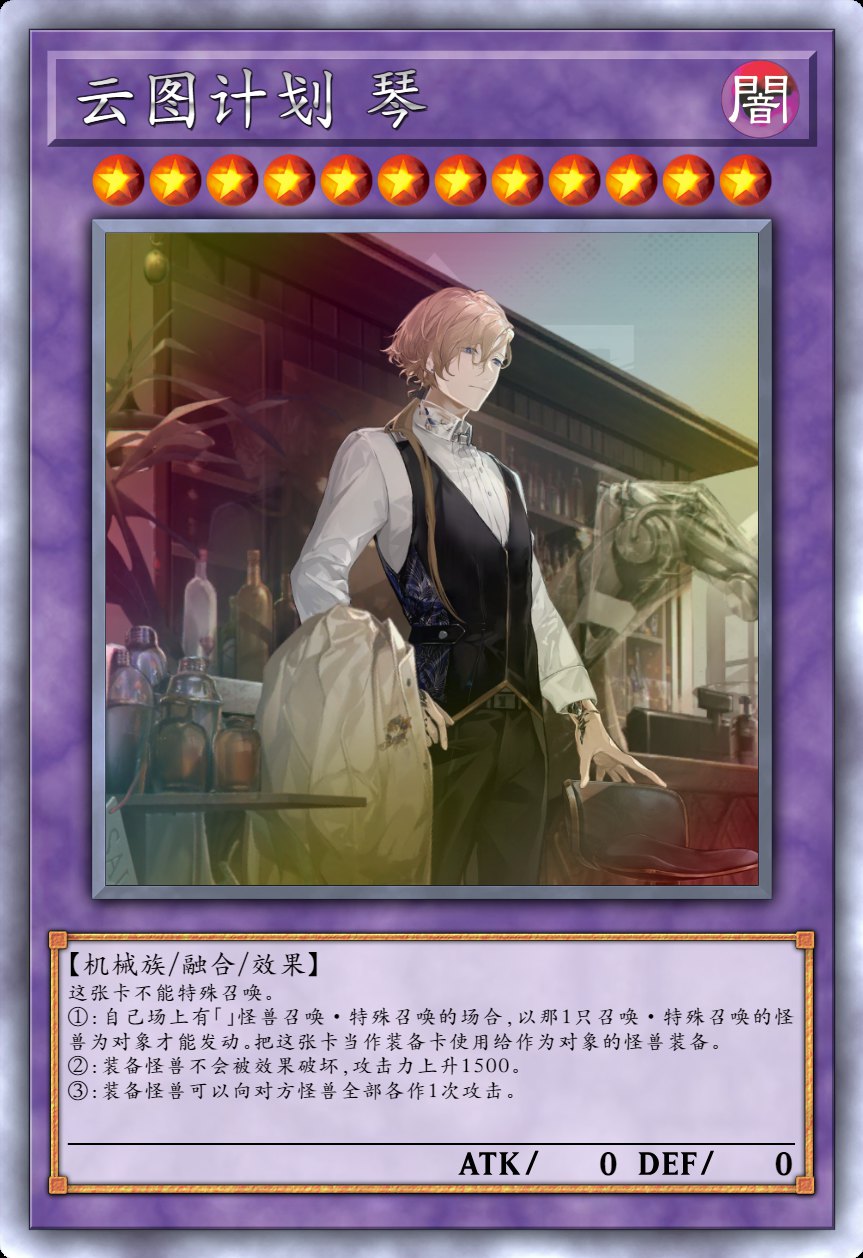 云图计划 琴
闇
【机械族/融合/效果】
这张卡不能特殊召唤。
①:自己场上有「」怪兽召唤·特殊召唤的场合,以那1只召唤·特殊召唤的怪
兽为对象才能发动。把这张卡当作装备卡使用给作为对象的怪兽装备。
②:装备怪兽不会被效果破坏,攻击力上升1500。
③:装备怪兽可以向对方怪兽全部各作1次攻击。
ATK/ 0 DEF/ 0